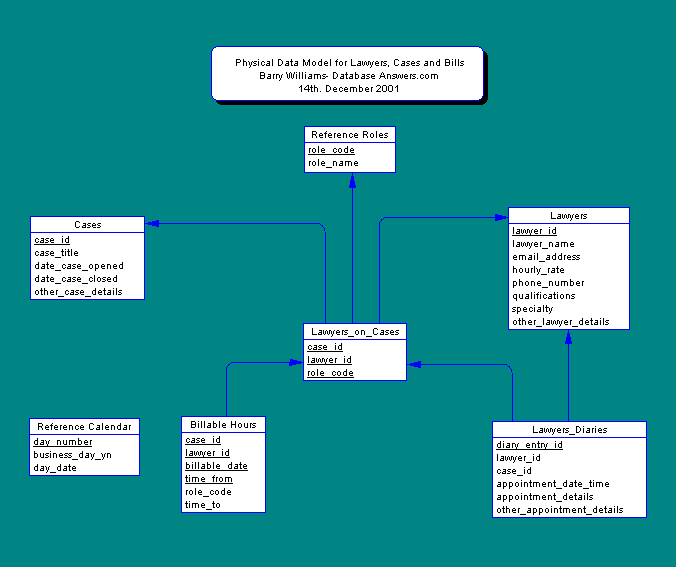 Physical Data Model for Lawyers, Cases and Bills
Barry Williams- Database Answers.com
14th. December 2001
Reference Roles
role_code
role_name
Cases
case_id
case_title
date_case_opened
date_case_closed
other_case_details
Lawyers
lawyer_id
lawyer_name
email_address
hourly_rate
phone_number
qualifications
specialty
other_lawyer_details
Lawyers_on_Cases
case_id
lawyer_id
role_code
Reference Calendar
day_number
business_day_yn
day_date
Billable Hours
case_id
lawyer_id
billable_date
time_from
role_code
time_to
Lawyers_Diaries
diary_entry_id
lawyer_id
case_id
appointment_date_time
appointment_details
other_appointment_details